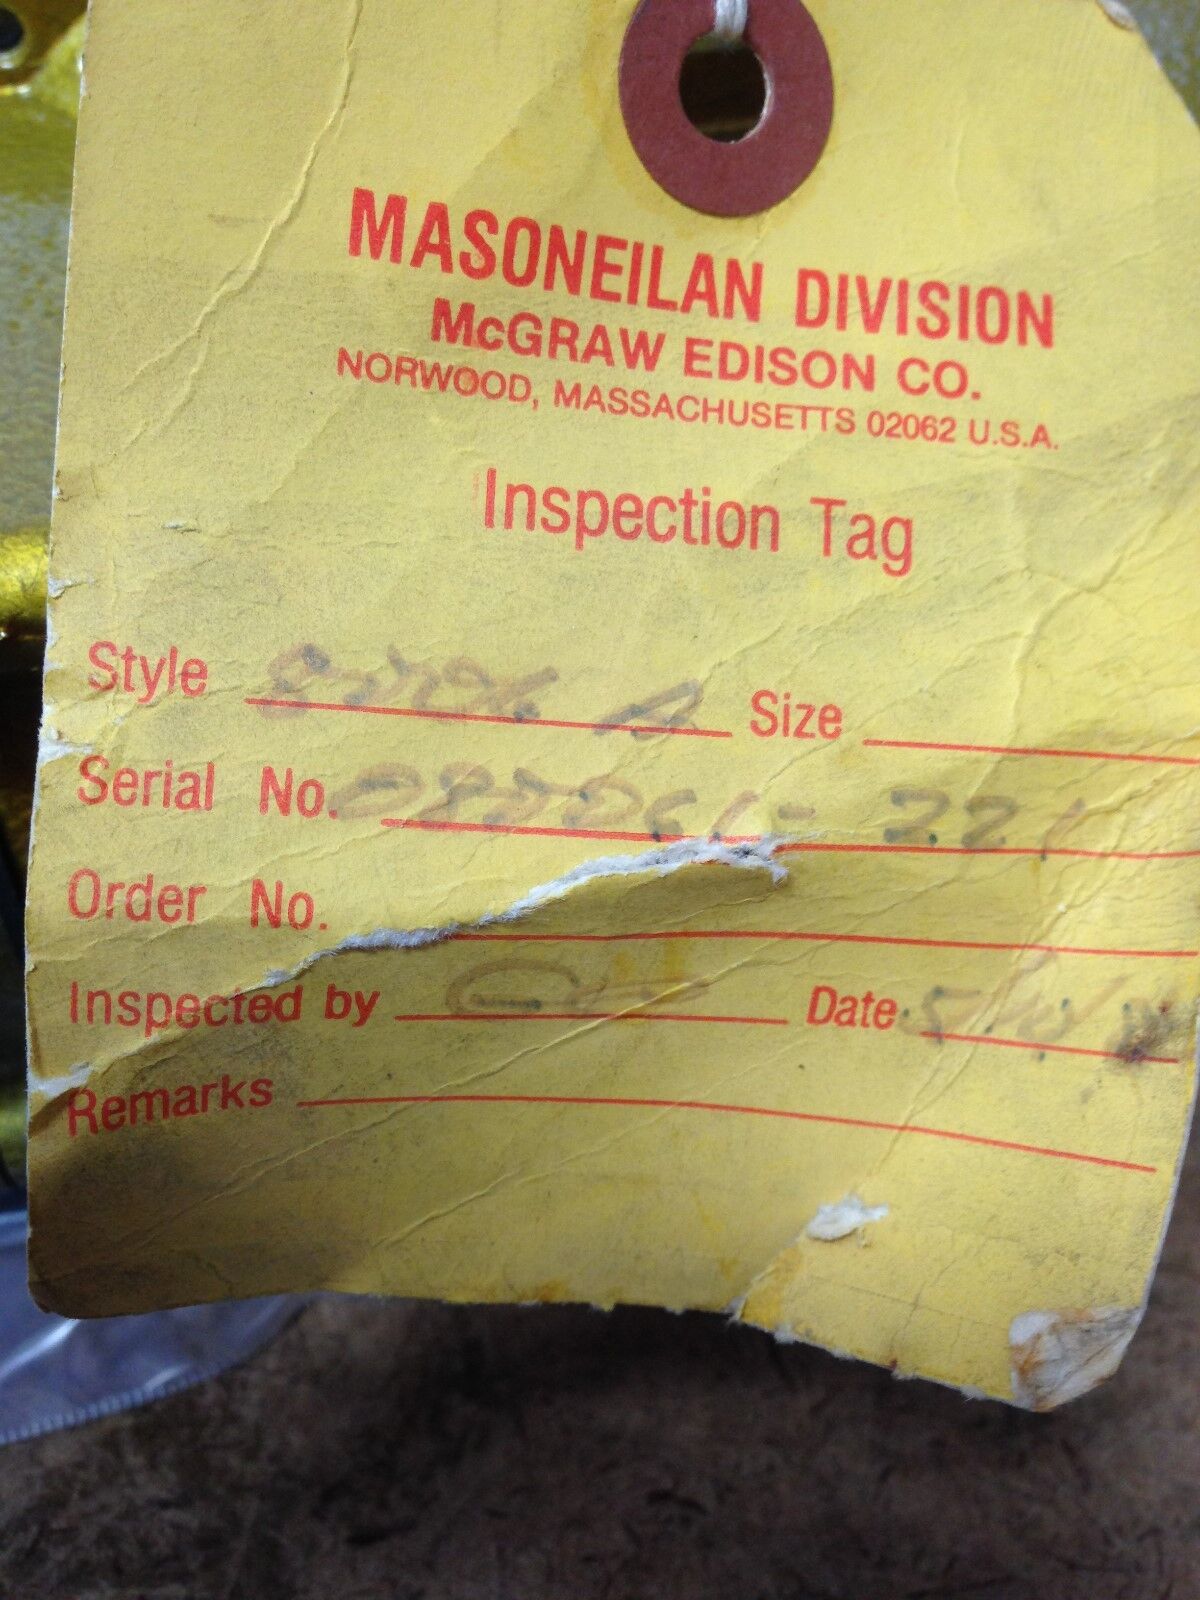 MASONEILAN DIVISION
McGRAW EDISON CO.
NORWOOD, MASSACHUSETTS 02062 U.S.A.
Inspection Tag
Style Size
Serial No. - 221
Order No.
Inspected by Date
Remarks